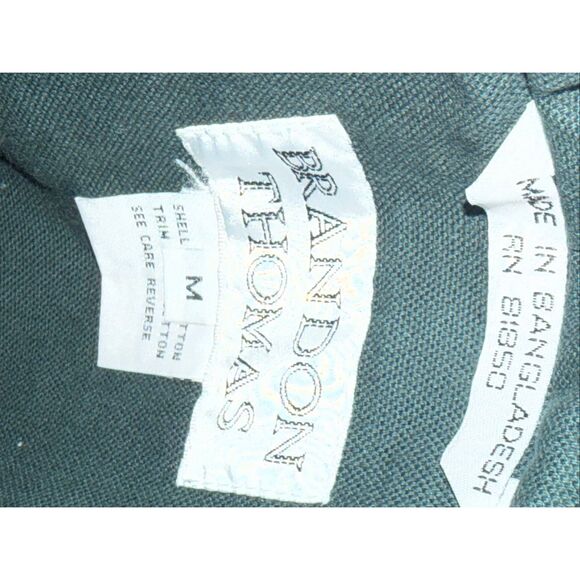 BRANDON
THOMAS
M
SHELL
TRIM
SEE CARE REVERSE
MADE IN BANGLADESH
RN 81850